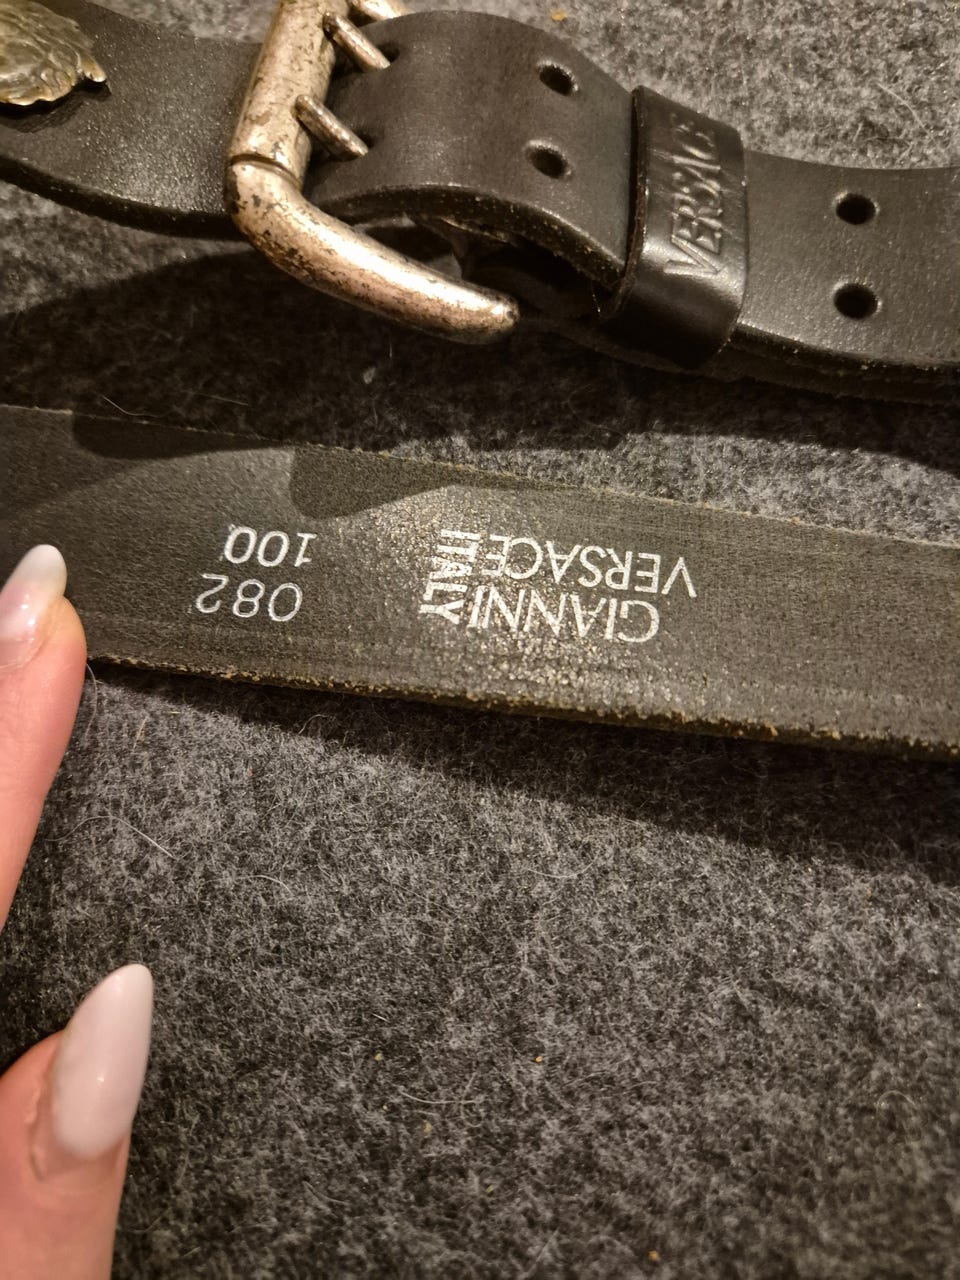 VERSACE
GIANNI
VERSACE
ITALY
082
100